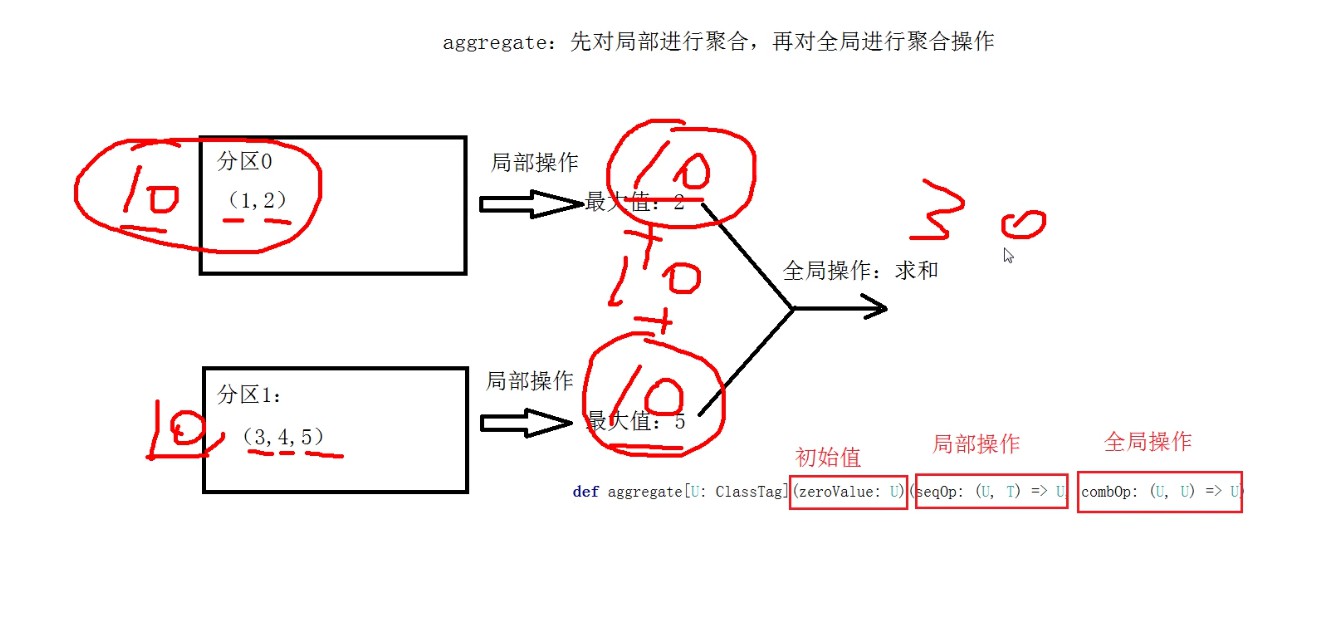 aggregate：先对局部进行聚合，再对全局进行聚合操作
分区0
10
(1,2)
局部操作
10
最大值：2
+
10
+
30
全局操作：求和
分区1：
10,
(3,4,5)
局部操作
10
最大值：5
初始值
局部操作
全局操作
def aggregate[U: ClassTag](zeroValue: U)(seqOp: (U, T) => U, combOp: (U, U) => U)